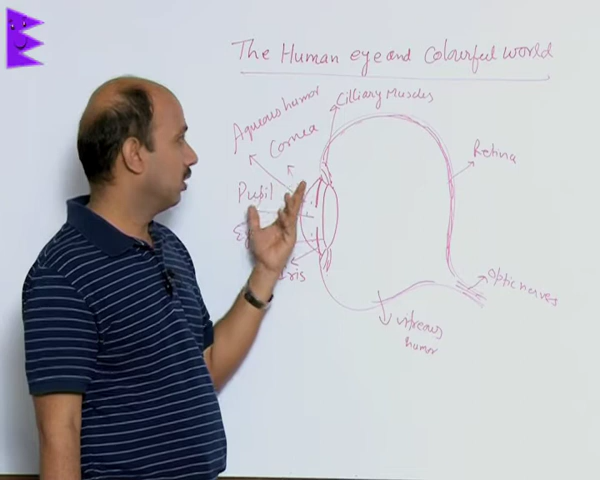 The Human eye and Colourful world
Cilliary Muscles
Aqueous humor
Cornea
Retina
Pupil
Iris
Optic nerves
vitreous
humor